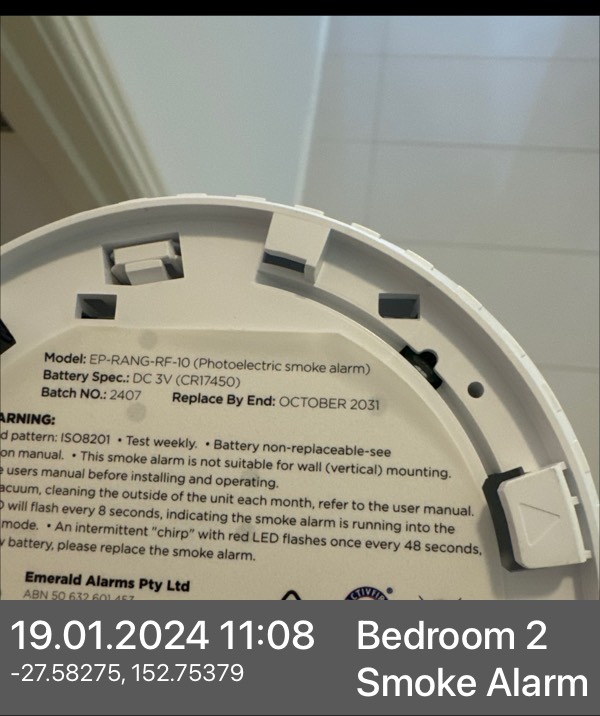 Model: EP-RANG-RF-10 (Photoelectric smoke alarm)
Battery Spec.: DC 3V (CR17450)
Batch NO.: 2407 Replace By End: OCTOBER 2031
ARNING:
d pattern: ISO8201 • Test weekly. • Battery non-replaceable-see
on manual. • This smoke alarm is not suitable for wall (vertical) mounting.
users manual before installing and operating.
acuum, cleaning the outside of the unit each month, refer to the user manual.
will flash every 8 seconds, indicating the smoke alarm is running into the
mode. • An intermittent "chirp" with red LED flashes once every 48 seconds,
battery, please replace the smoke alarm.
Emerald Alarms Pty Ltd
ABN 50 632 601 457
19.01.2024 11:08
-27.58275, 152.75379
Bedroom 2
Smoke Alarm